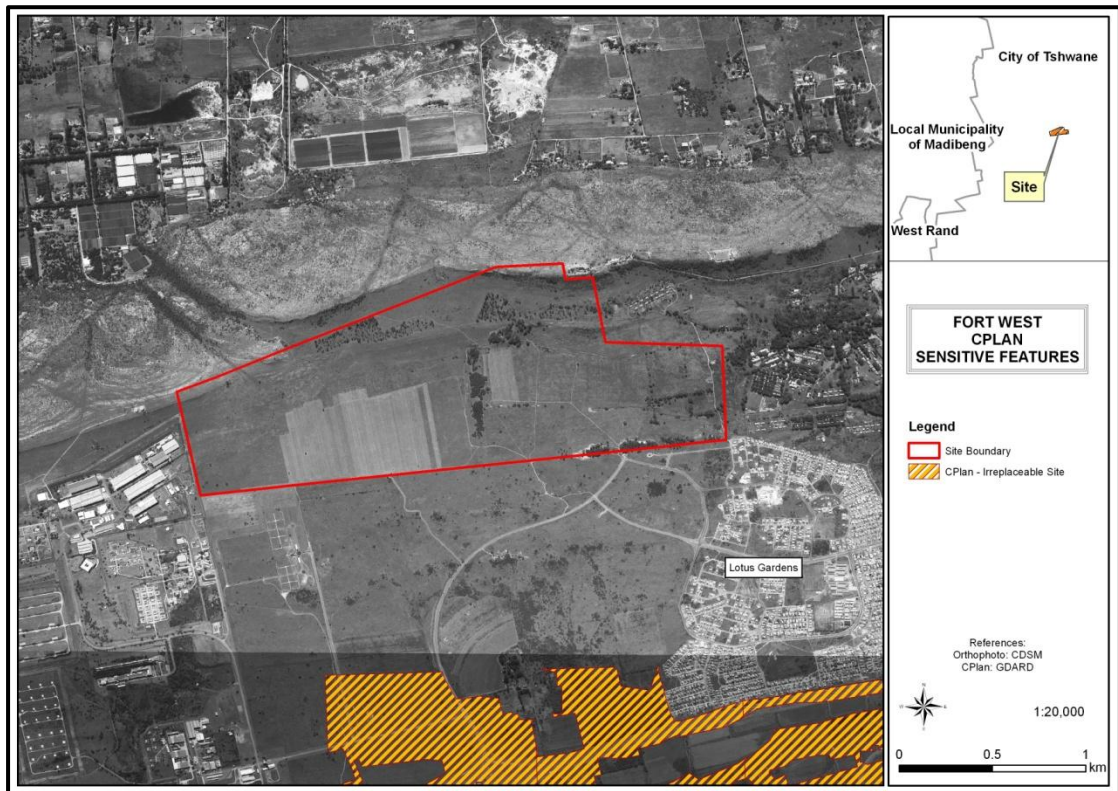 City of Tshwane
Local Municipality
of Madibeng
Site
West Rand
FORT WEST
CPLAN
SENSITIVE FEATURES
Legend
Site Boundary
CPlan - Irreplaceable Site
Lotus Gardens
References:
Orthophoto: CDSM
CPlan: GDARD
N
W
E
S
1:20,000
0 0.5 1
km